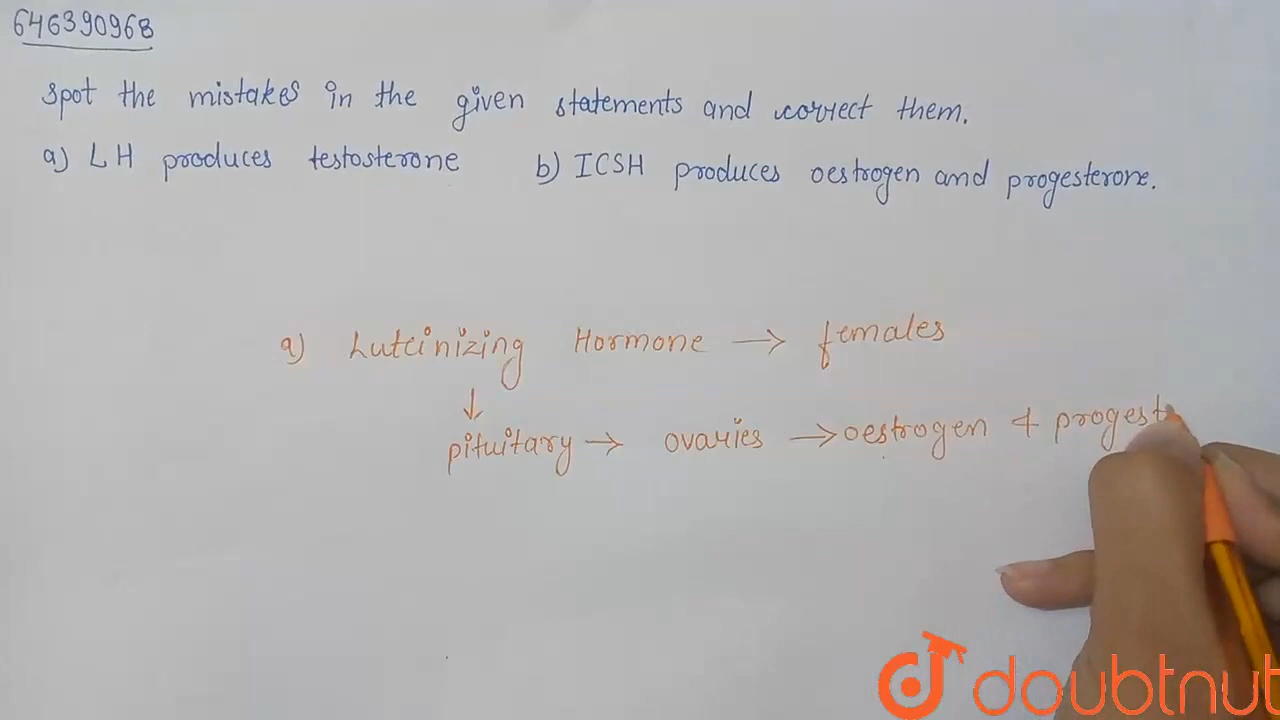 646390968
Spot the mistakes in the given statements and correct them.
a) LH produces testosterone b) ICSH produces oestrogen and progesterone.
a) Luteinizing Hormone → females
↓
pituitary → ovaries → oestrogen & progest
doubtnut